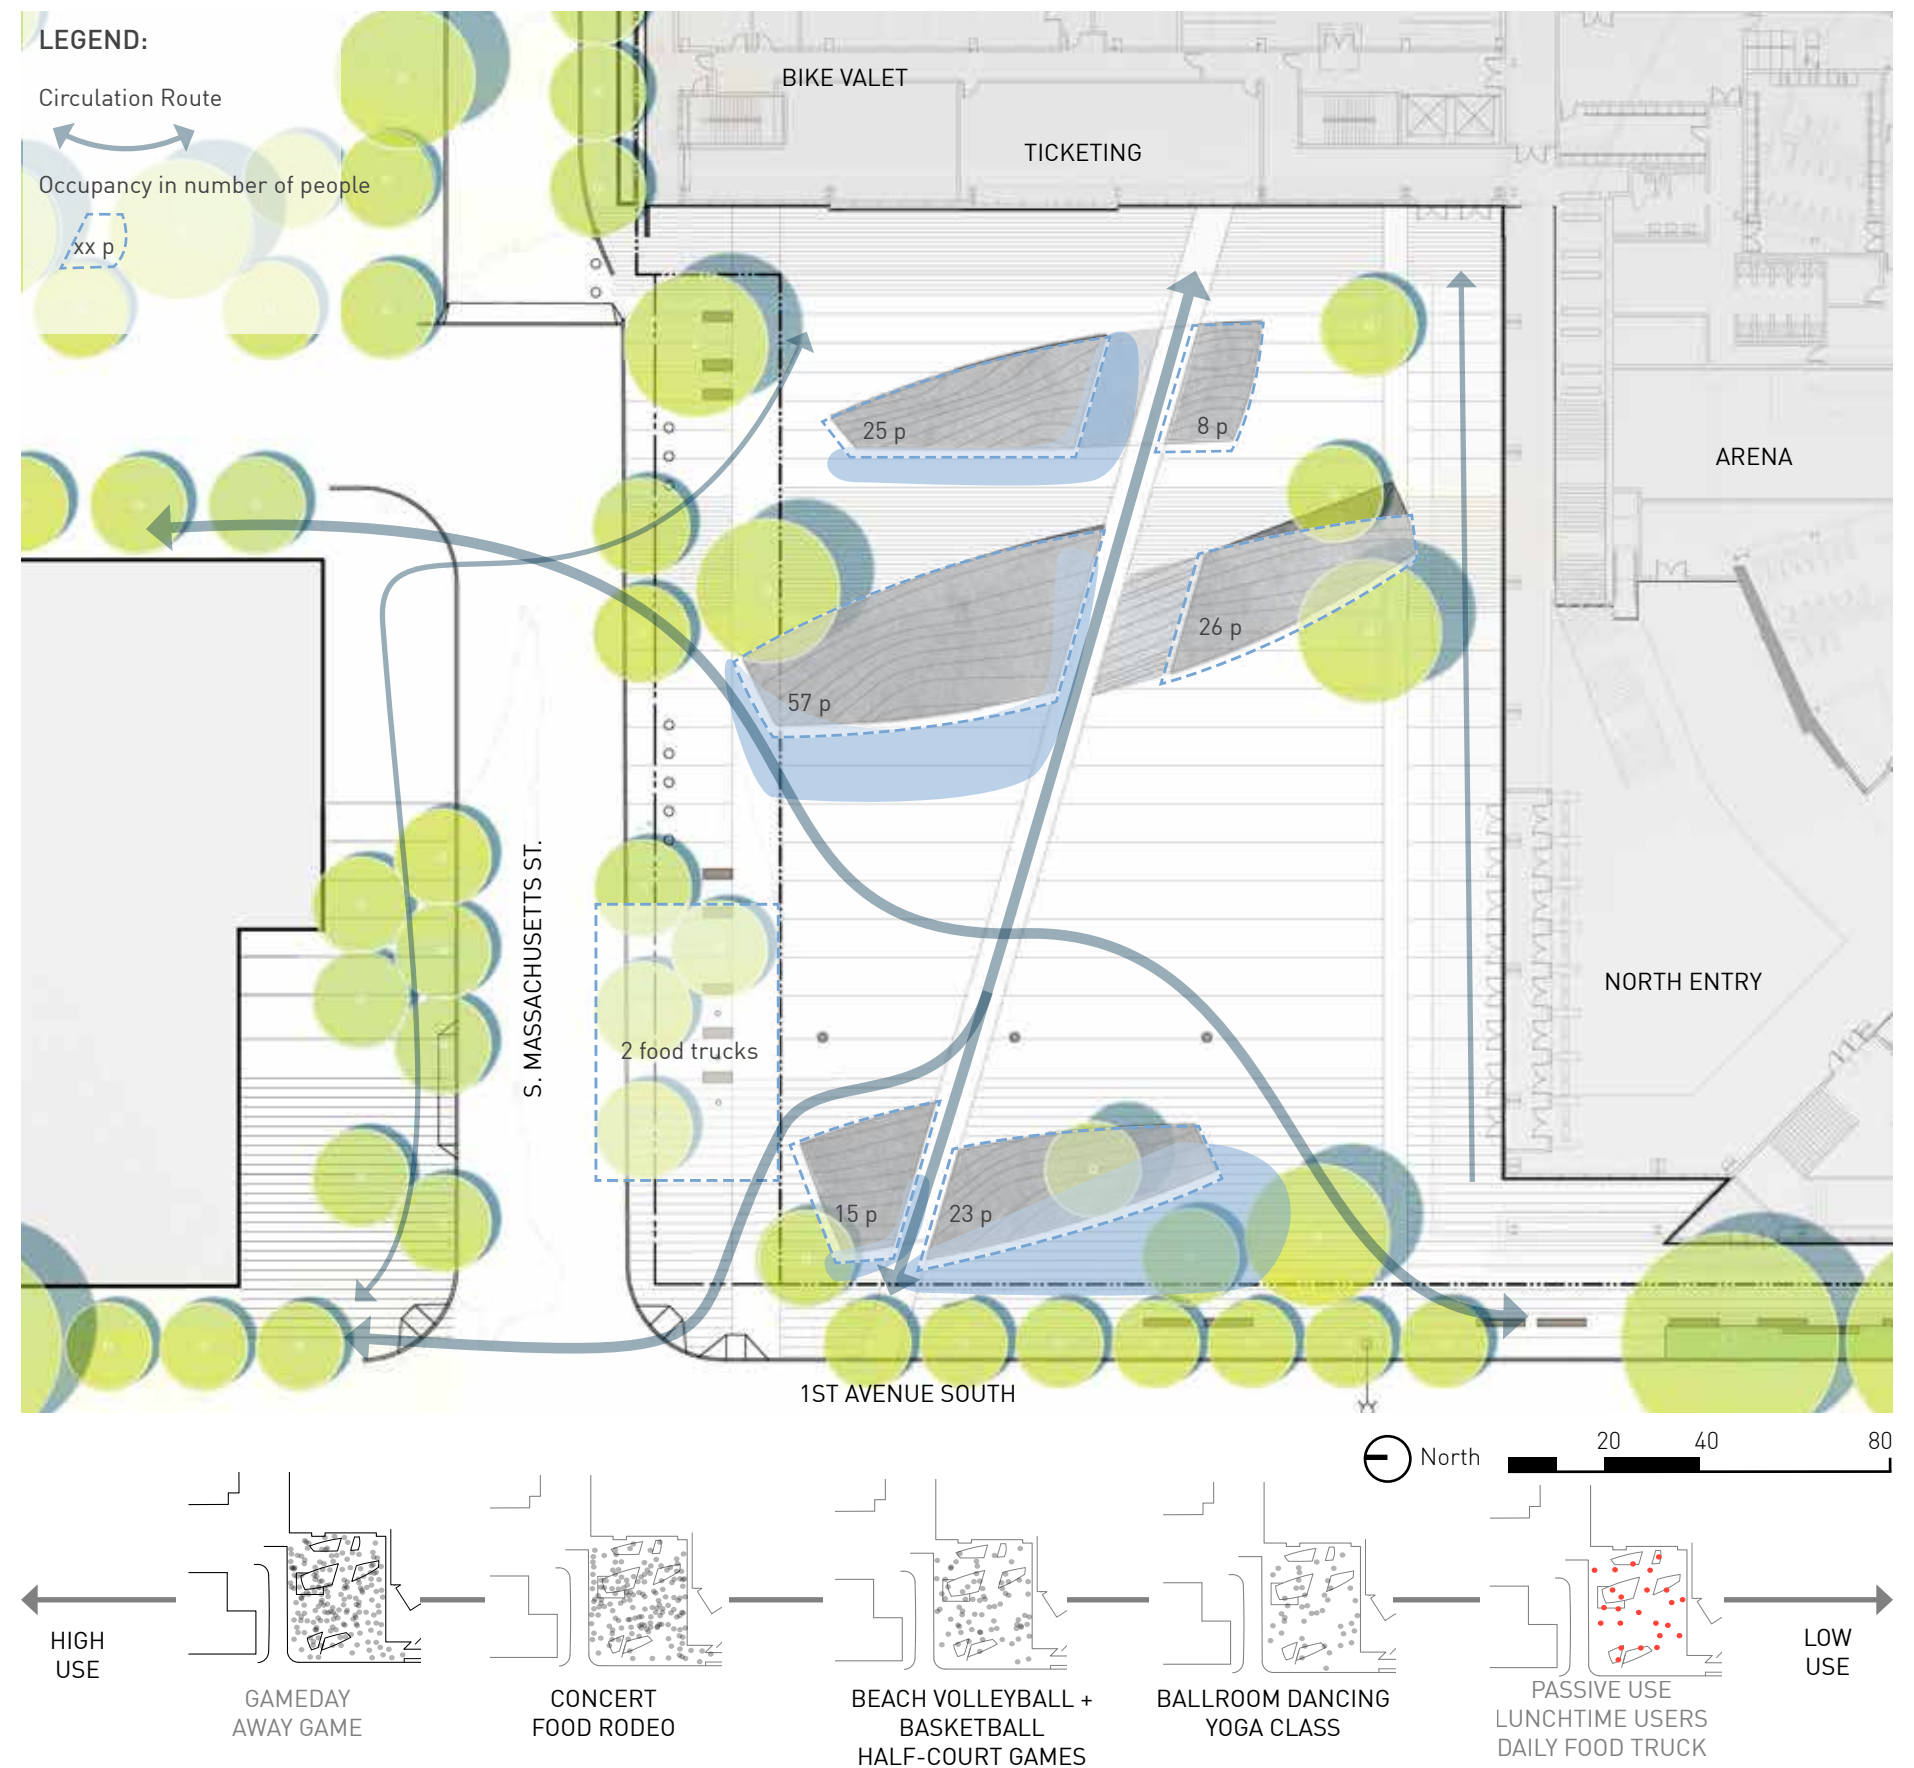 LEGEND:
Circulation Route
Occupancy in number of people
xx p
BIKE VALET
TICKETING
25 p
8 p
ARENA
57 p
26 p
S. MASSACHUSETTS ST.
NORTH ENTRY
2 food trucks
15 p
23 p
1ST AVENUE SOUTH
North
20
40
80
HIGH
USE
GAMEDAY
AWAY GAME
CONCERT
FOOD RODEO
BEACH VOLLEYBALL +
BASKETBALL
HALF-COURT GAMES
BALLROOM DANCING
YOGA CLASS
PASSIVE USE
LUNCHTIME USERS
DAILY FOOD TRUCK
LOW
USE